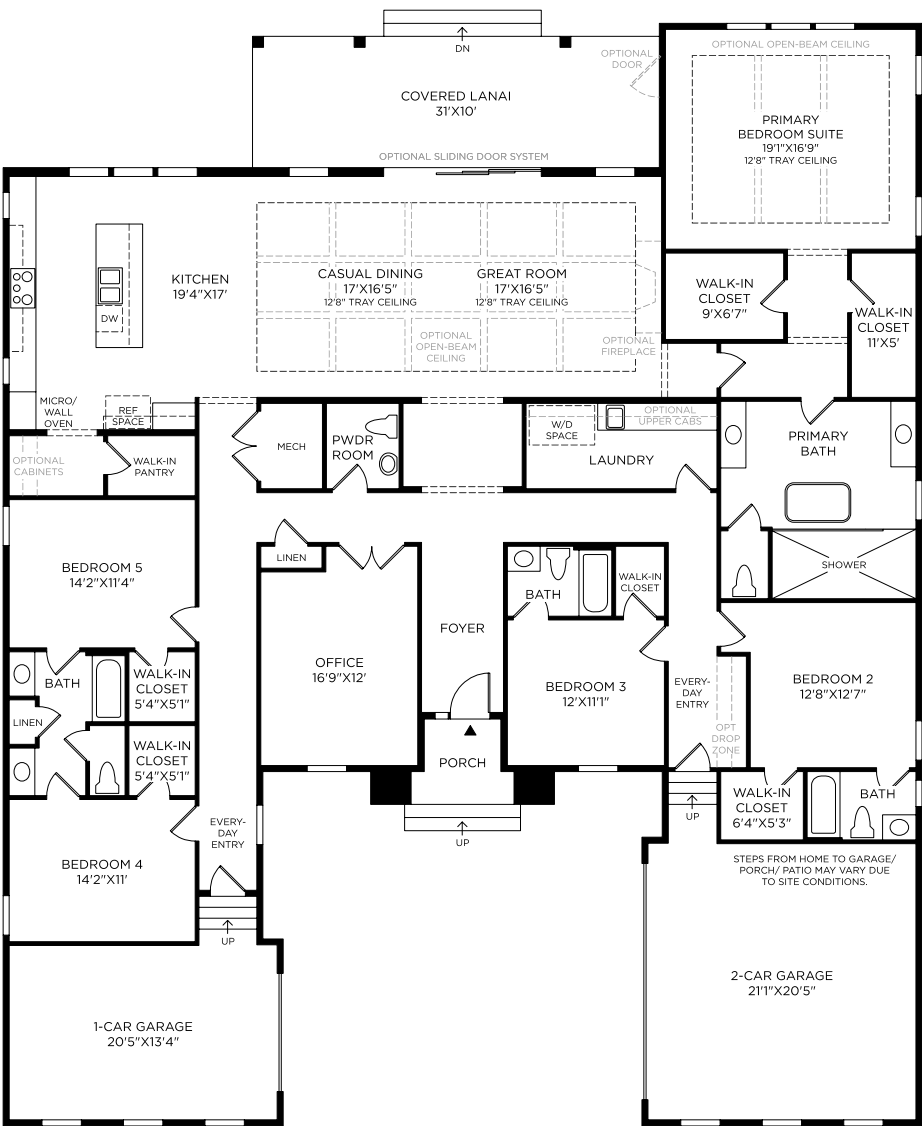 DN
OPTIONAL
DOOR
OPTIONAL OPEN-BEAM CEILING
COVERED LANAI
31'X10'
PRIMARY
BEDROOM SUITE
19'1"X16'9"
12'8" TRAY CEILING
OPTIONAL SLIDING DOOR SYSTEM
KITCHEN
19'4"X17'
DW
CASUAL DINING
17'X16'5"
12'8" TRAY CEILING
GREAT ROOM
17'X16'5"
12'8" TRAY CEILING
OPTIONAL
OPEN-BEAM
CEILING
OPTIONAL
FIREPLACE
WALK-IN
CLOSET
9'X6'7"
WALK-IN
CLOSET
11'X5'
MICRO/
WALL
OVEN
REF
SPACE
OPTIONAL
CABINETS
WALK-IN
PANTRY
MECH
PWDR
ROOM
W/D
SPACE
OPTIONAL
UPPER CABS
LAUNDRY
PRIMARY
BATH
SHOWER
BEDROOM 5
14'2"X11'4"
LINEN
BATH
WALK-IN
CLOSET
FOYER
OFFICE
16'9"X12'
BEDROOM 3
12'X11'1"
EVERY-
DAY
ENTRY
OPT
DROP
ZONE
BEDROOM 2
12'8"X12'7"
BATH
WALK-IN
CLOSET
5'4"X5'1"
LINEN
WALK-IN
CLOSET
5'4"X5'1"
PORCH
UP
UP
WALK-IN
CLOSET
6'4"X5'3"
BATH
EVERY-
DAY
ENTRY
BEDROOM 4
14'2"X11'
UP
STEPS FROM HOME TO GARAGE/
PORCH/ PATIO MAY VARY DUE
TO SITE CONDITIONS.
2-CAR GARAGE
21'1"X20'5"
1-CAR GARAGE
20'5"X13'4"